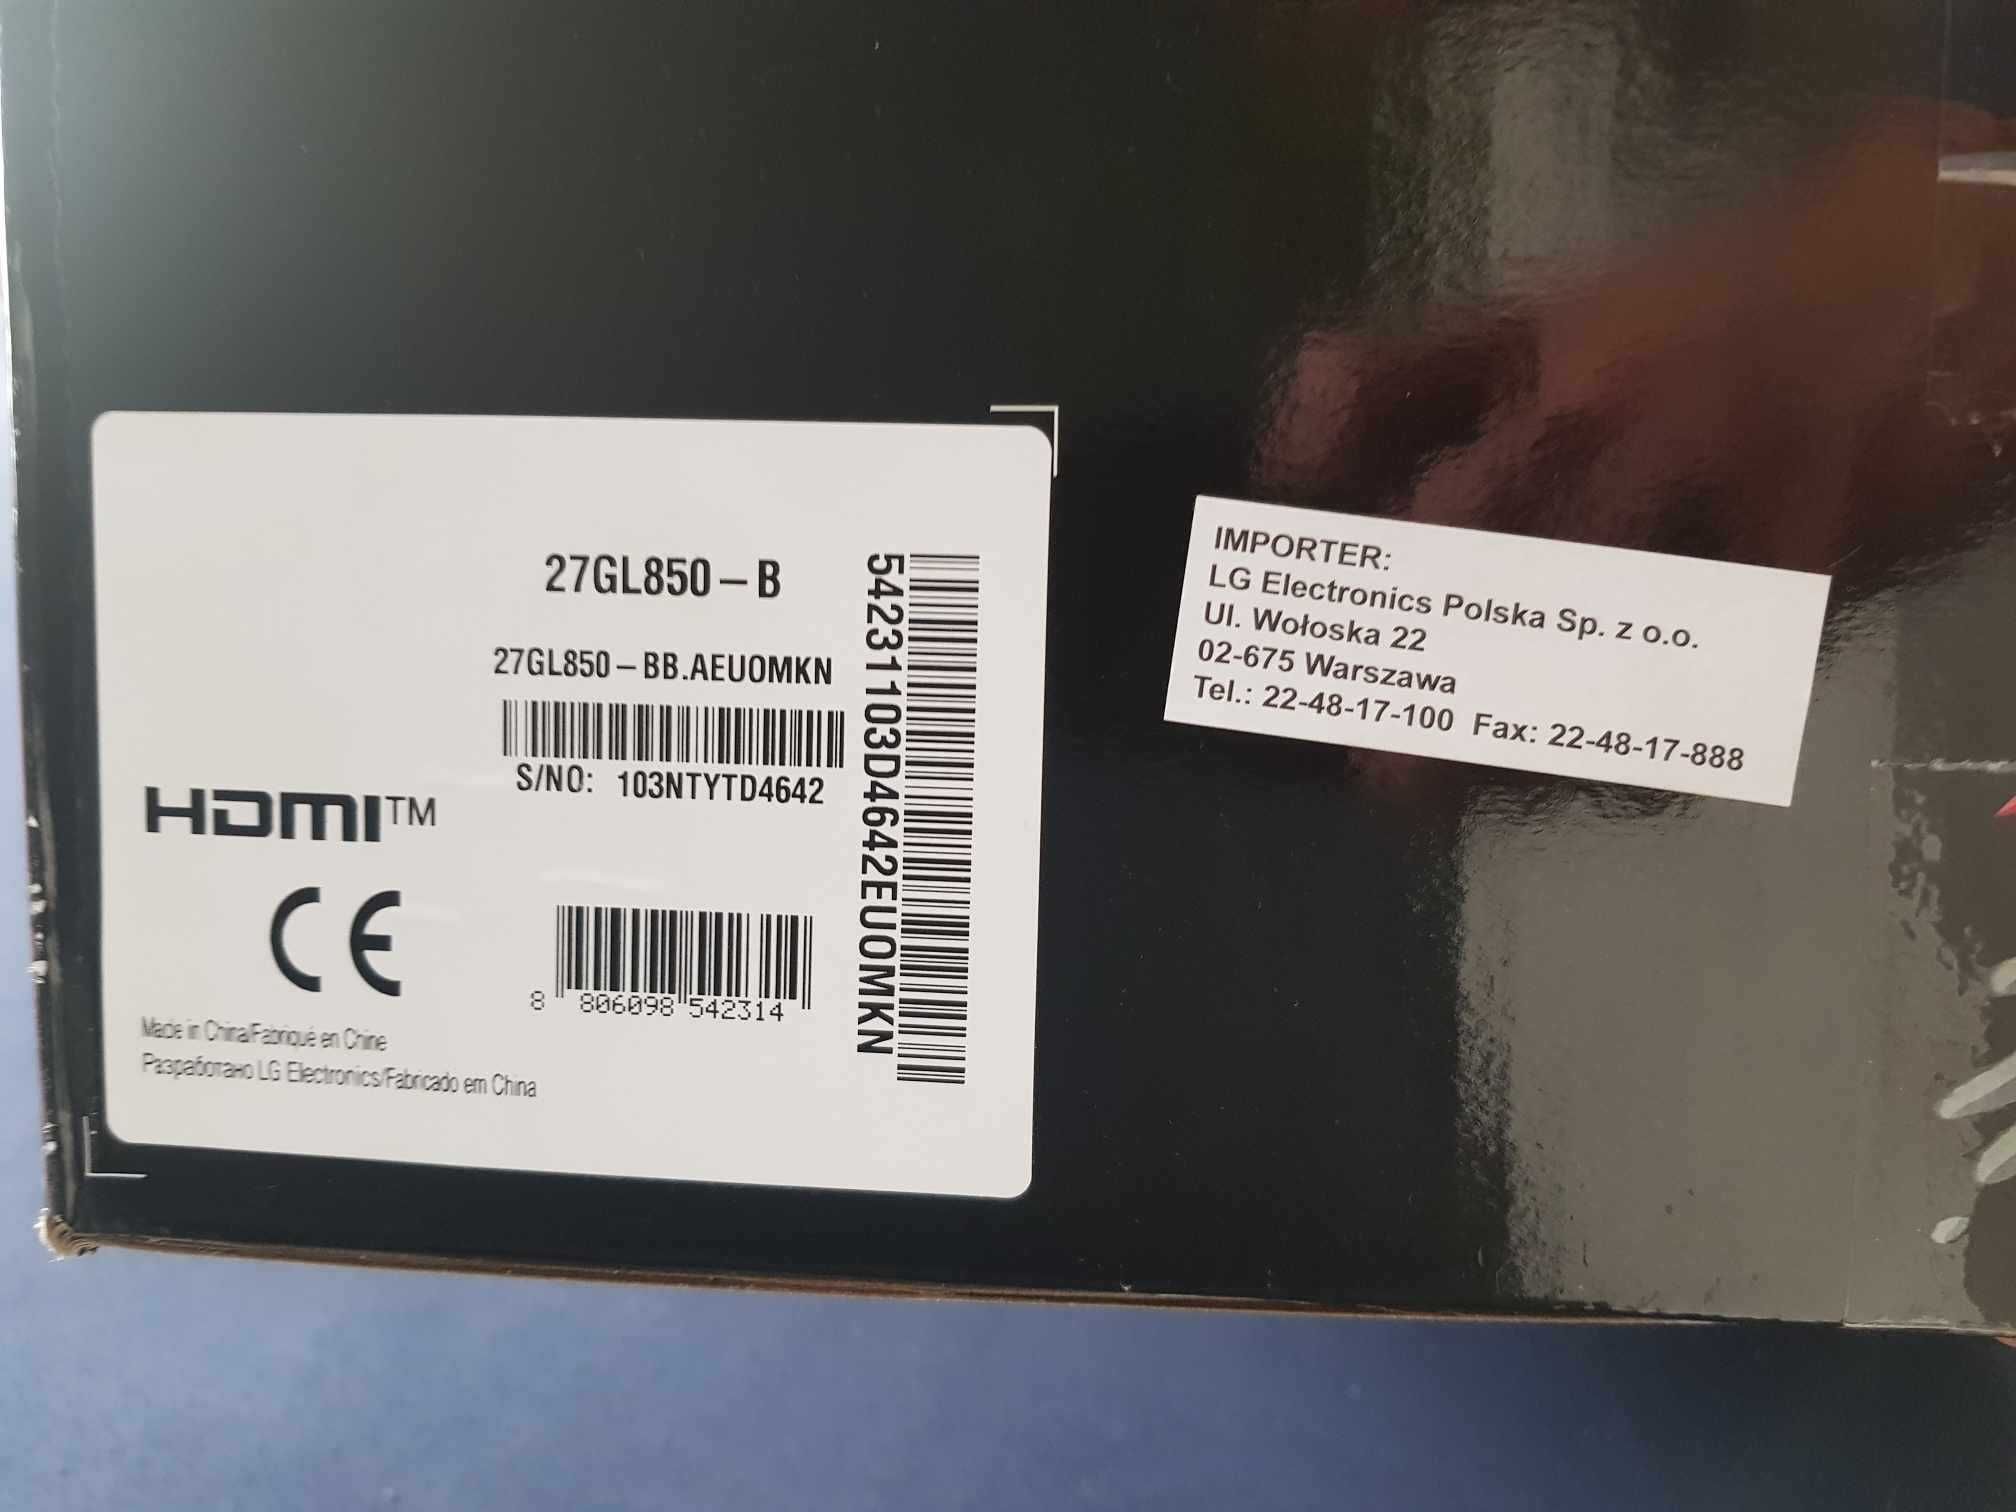 27GL850-B
27GL850-BB.AEUOMKN
S/NO: 103NTYTD4642
HDMI™
CE
8 806098 542314
Made in China/Fabriqué en Chine
Разработано LG Electronics/Fabricado em China
54231103D4642EUOMKN
IMPORTER:
LG Electronics Polska Sp. z o.o.
Ul. Wołoska 22
02-675 Warszawa
Tel.: 22-48-17-100 Fax: 22-48-17-888